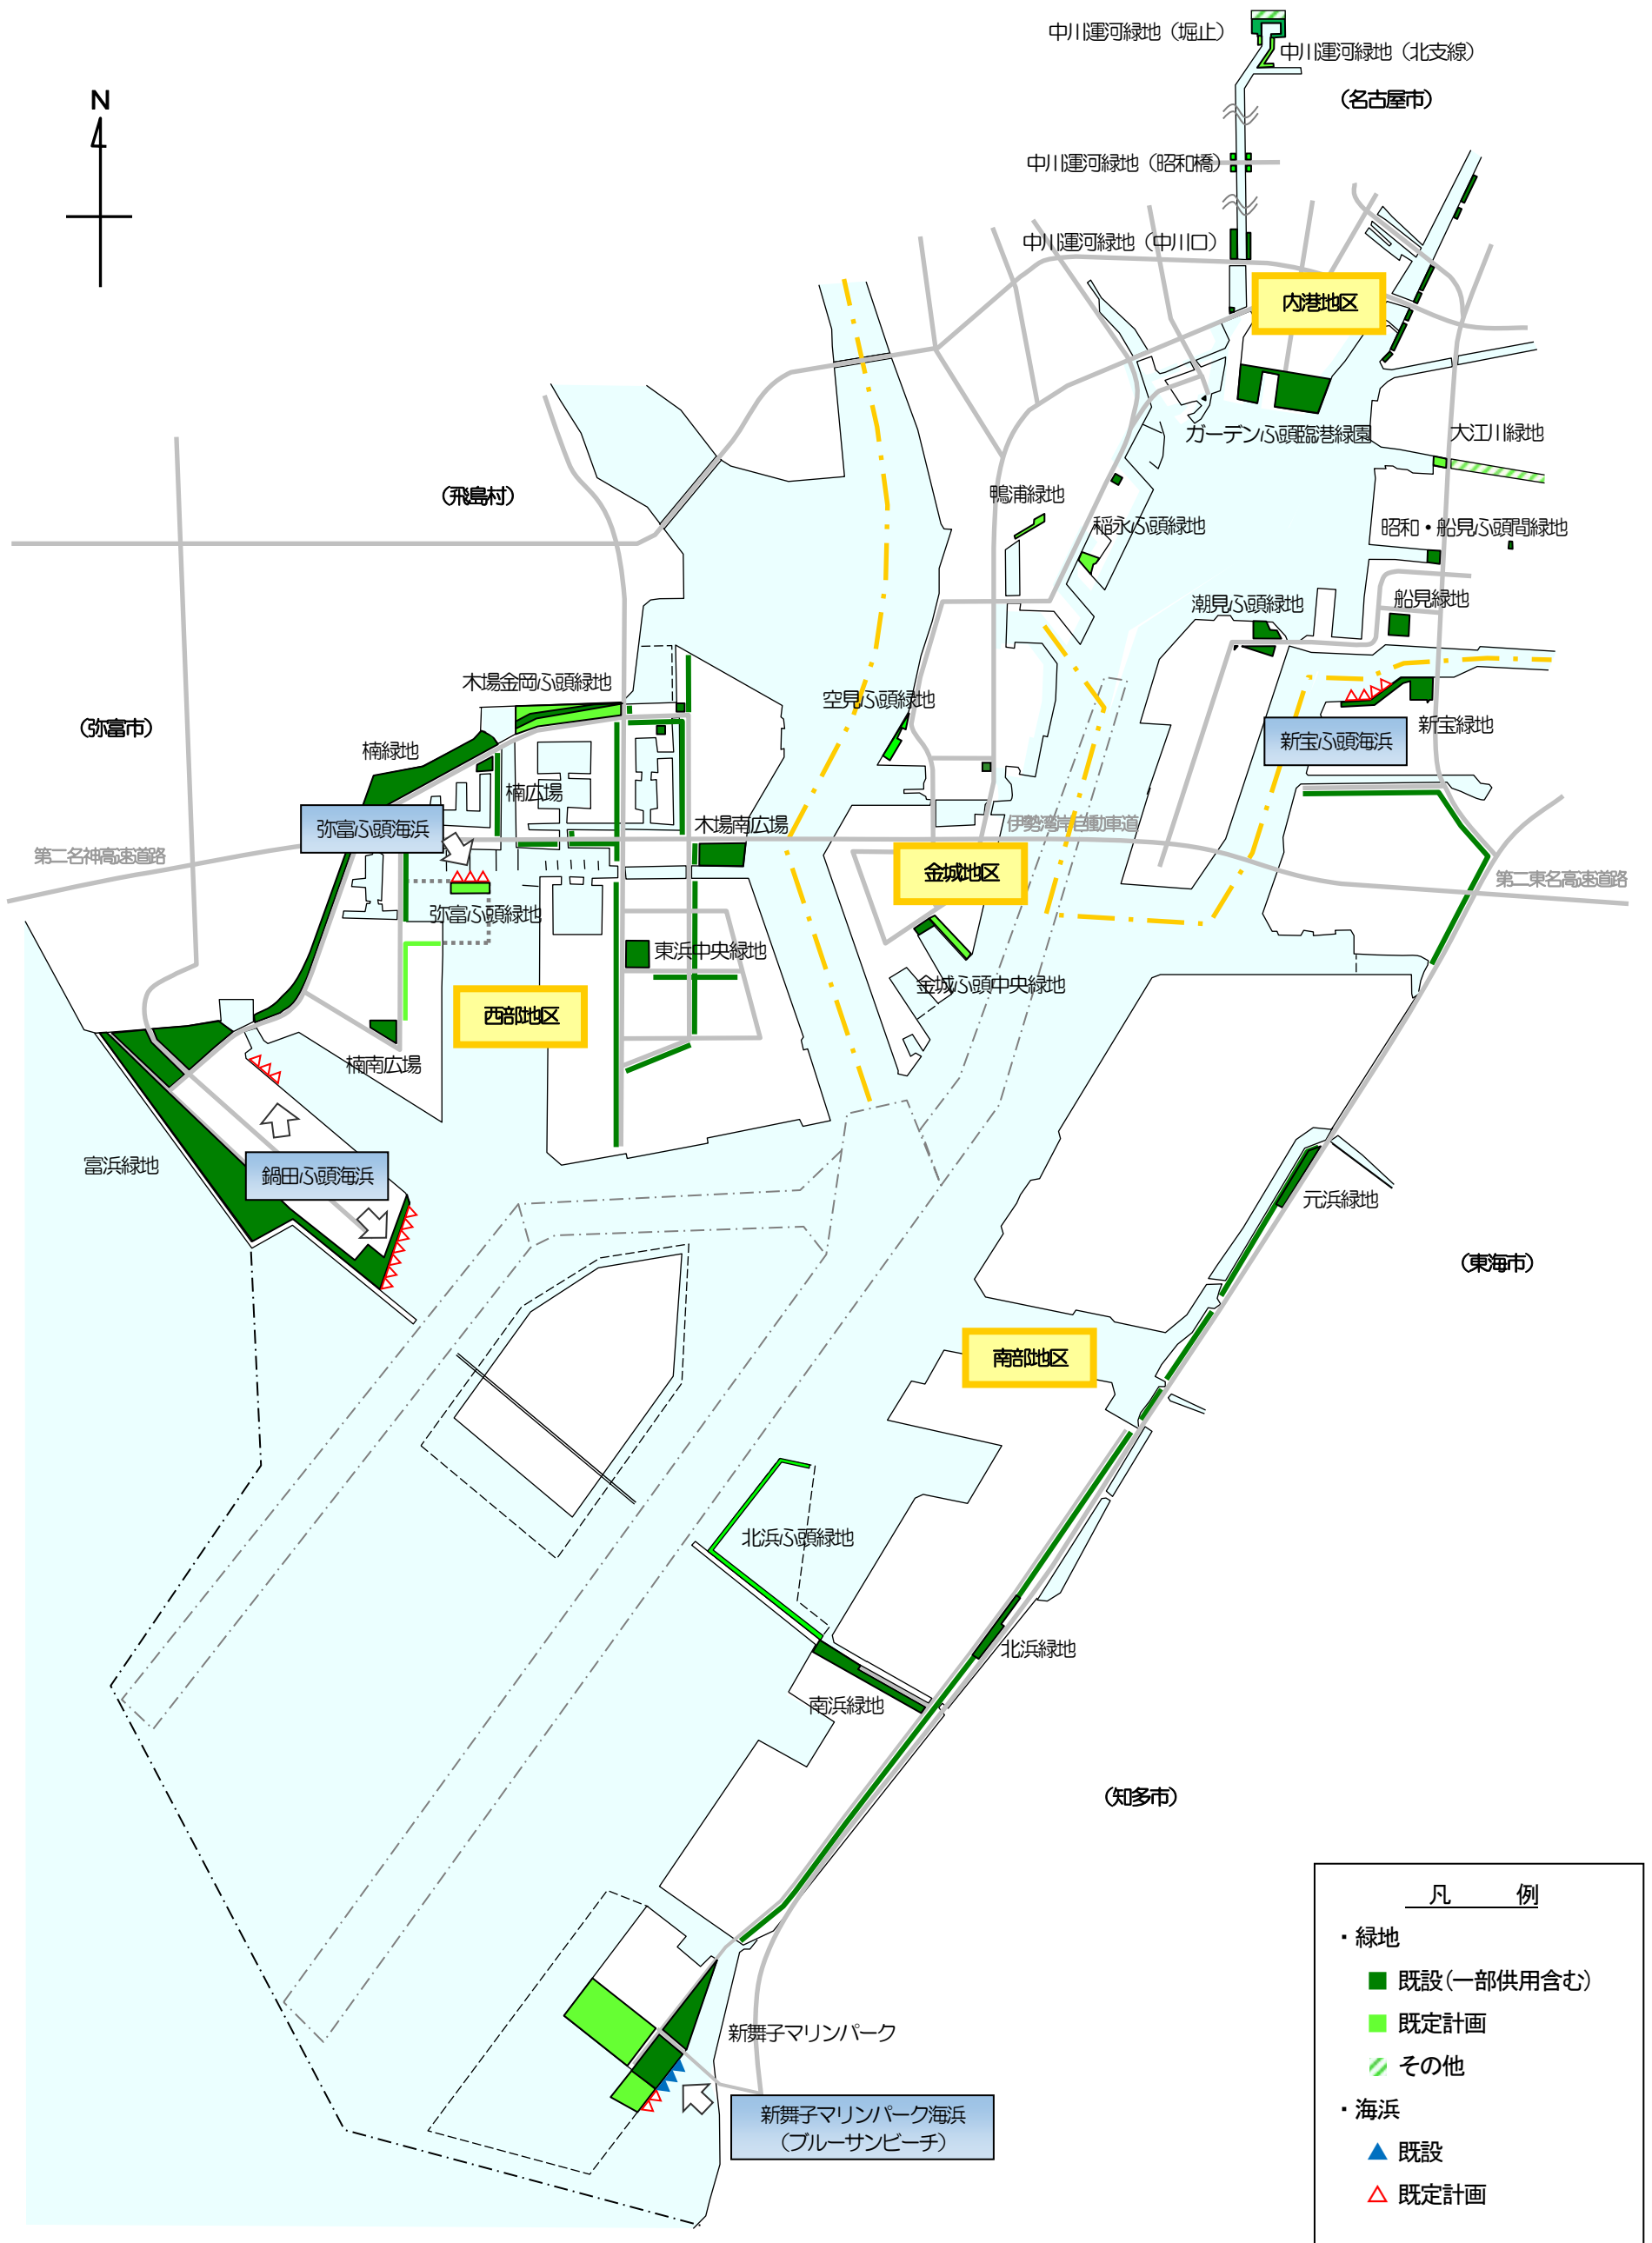 中川運河緑地（堀止）
中川運河緑地（北支線）
N
（名古屋市）
中川運河緑地（昭和橋）
中川運河緑地（中川口）
内港地区
ガーデンふ頭臨港緑園
大江川緑地
（飛島村）
鴨浦緑地
稲永ふ頭緑地
昭和・船見ふ頭間緑地
潮見ふ頭緑地
船見緑地
木場金岡ふ頭緑地
空見ふ頭緑地
（弥富市）
新宝緑地
新宝ふ頭海浜
楠緑地
楠広場
弥富ふ頭海浜
木場南広場
伊勢湾岸自動車道
第二名神高速道路
金城地区
第二東名高速道路
弥富ふ頭緑地
東浜中央緑地
金城ふ頭中央緑地
西部地区
楠南広場
富浜緑地
鍋田ふ頭海浜
元浜緑地
（東海市）
南部地区
北浜ふ頭緑地
北浜緑地
南浜緑地
（知多市）
凡　例
・緑地
既設（一部供用含む）
既定計画
その他
・海浜
既設
既定計画
新舞子マリンパーク
新舞子マリンパーク海浜
（ブルーサンビーチ）